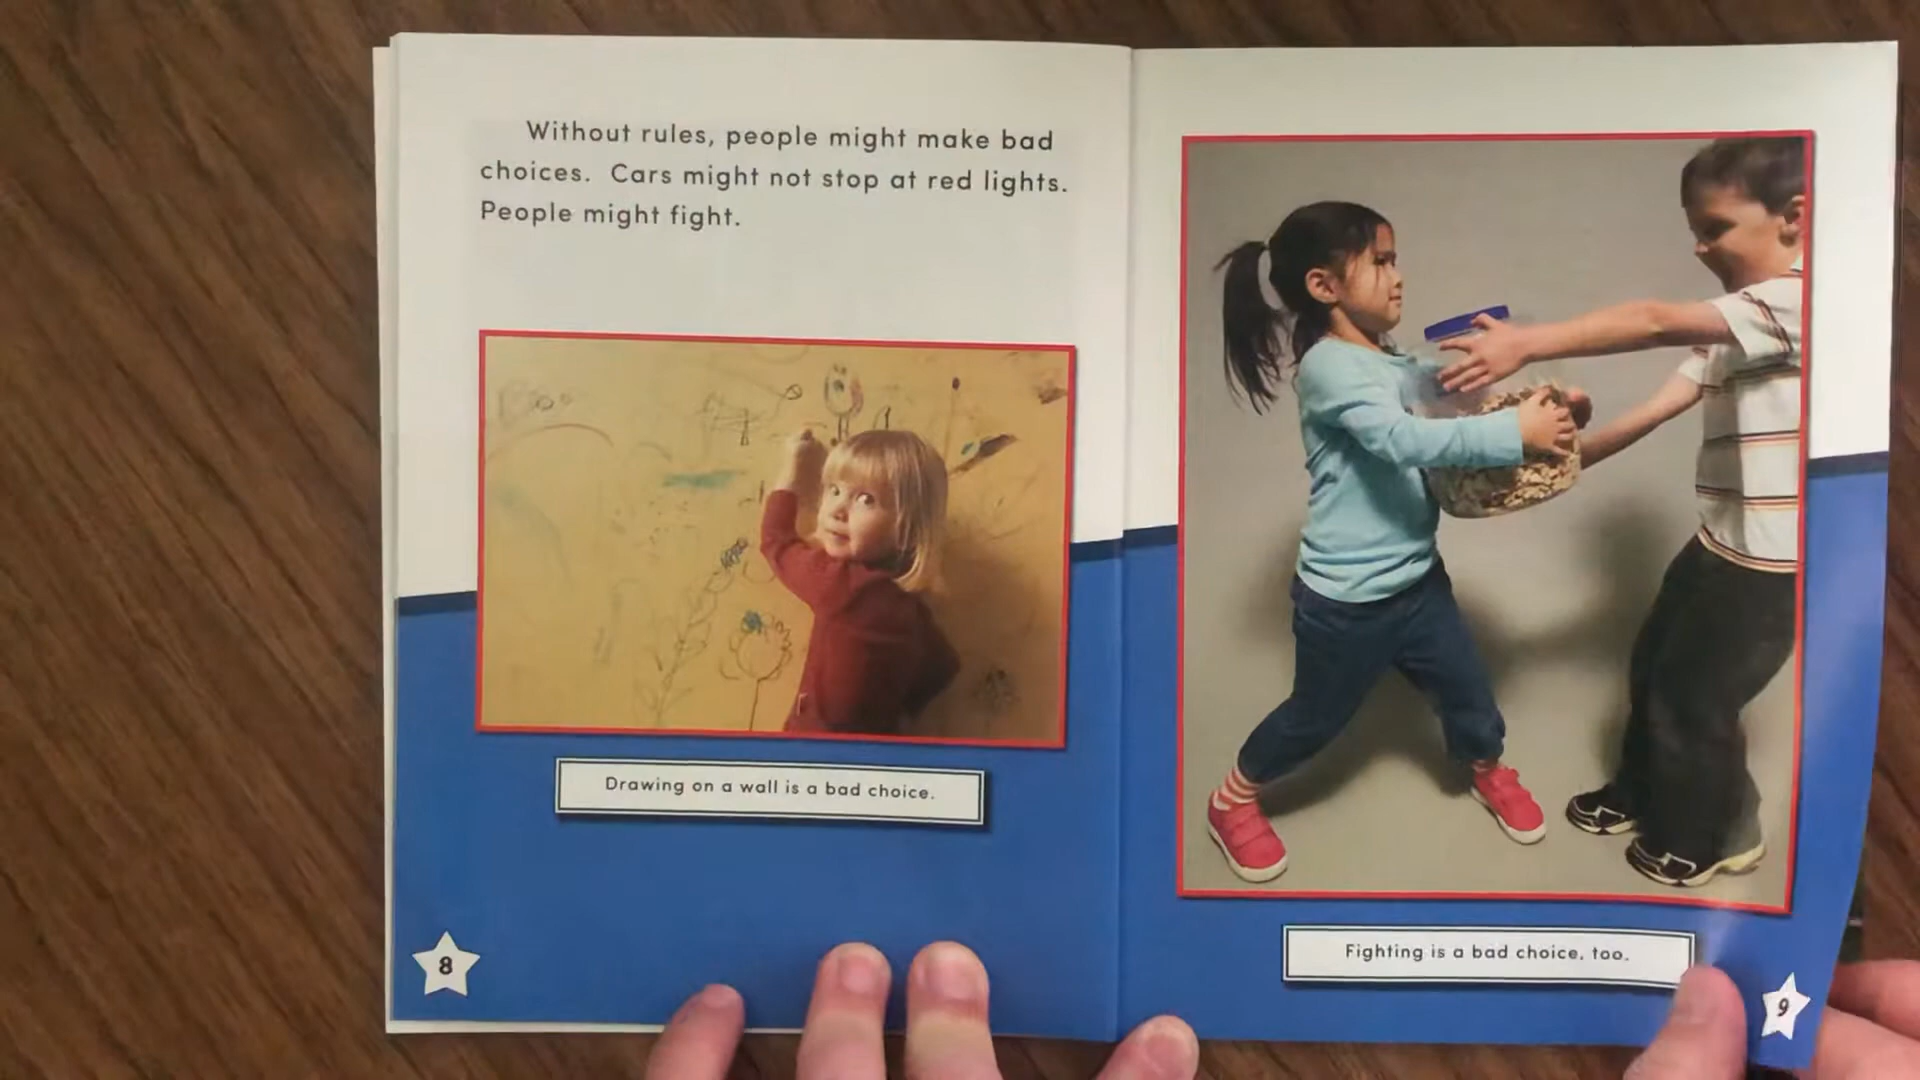 Without rules, people might make bad
choices. Cars might not stop at red lights.
People might fight.
Drawing on a wall is a bad choice.
8
Fighting is a bad choice, too.
9